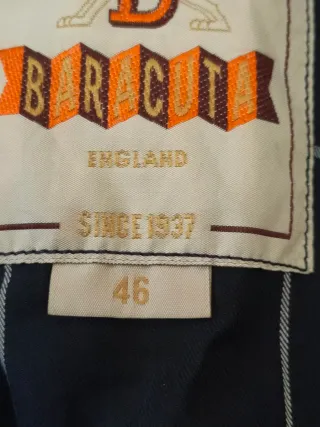 B
BARACUTA
ENGLAND
SINCE 1937
46